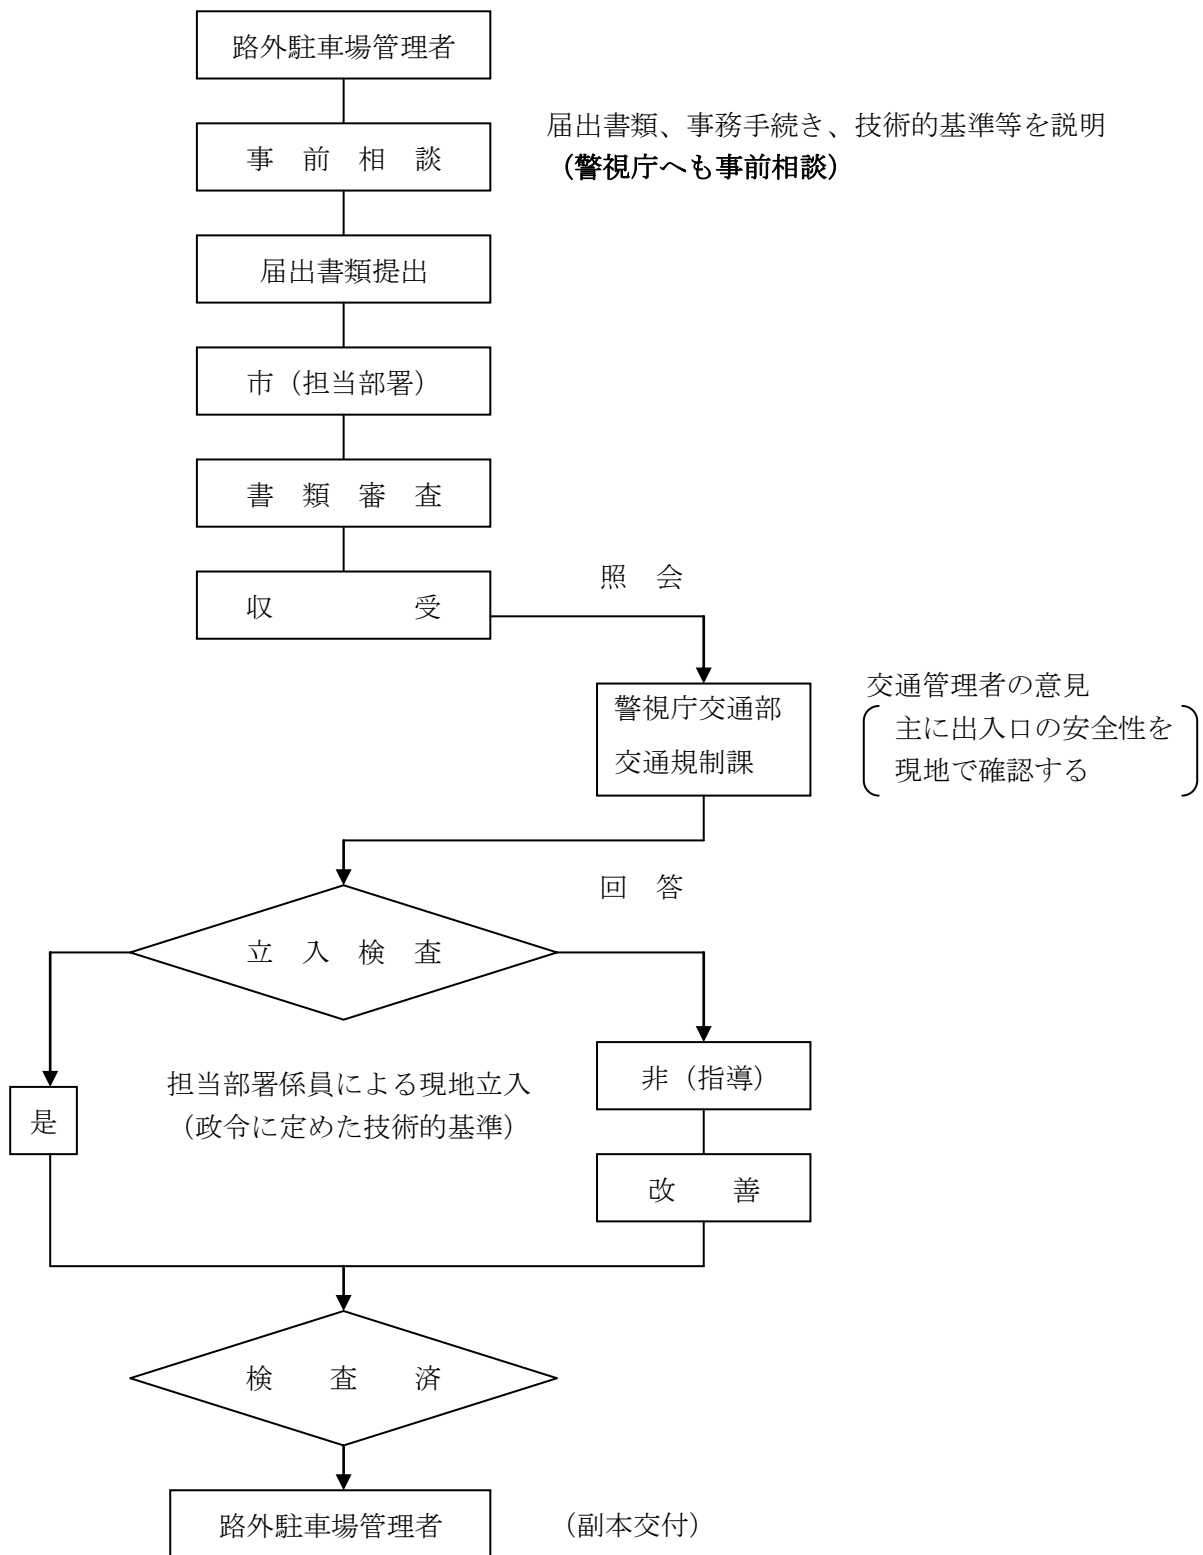 路外駐車場管理者
届出書類、事務手続き、技術的基準等を説明
事　前　相　談
（警視庁へも事前相談）
届出書類提出
市（担当部署）
書　類　審　査
照　会
収　　　　　受
交通管理者の意見
警視庁交通部
主に出入口の安全性を
交通規制課
現地で確認する
回　答
立　入　検　査
非（指導）
担当部署係員による現地立入
是
（政令に定めた技術的基準）
改　　善
検　　査　　済
路外駐車場管理者
（副本交付）